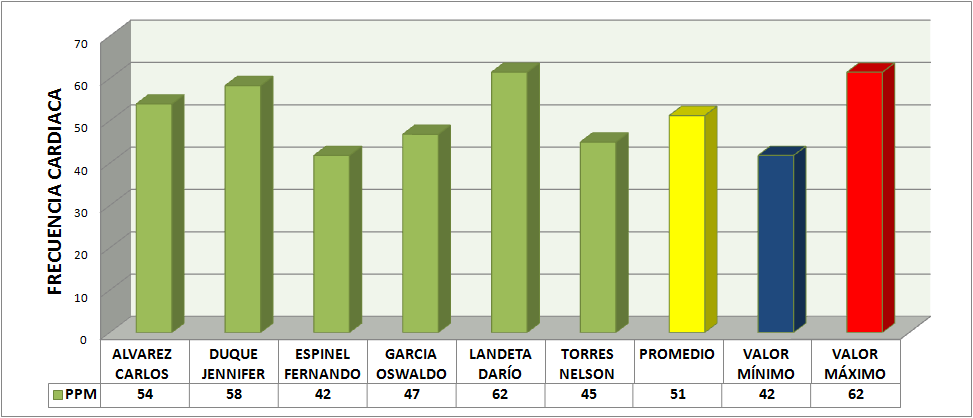 FRECUENCIA CARDIACA
70
60
50
40
30
20
10
0
ALVAREZ CARLOS
DUQUE JENNIFER
ESPINEL FERNANDO
GARCIA OSWALDO
LANDETA DARÍO
TORRES NELSON
PROMEDIO
VALOR MÍNIMO
VALOR MÁXIMO
PPM 54 58 42 47 62 45 51 42 62